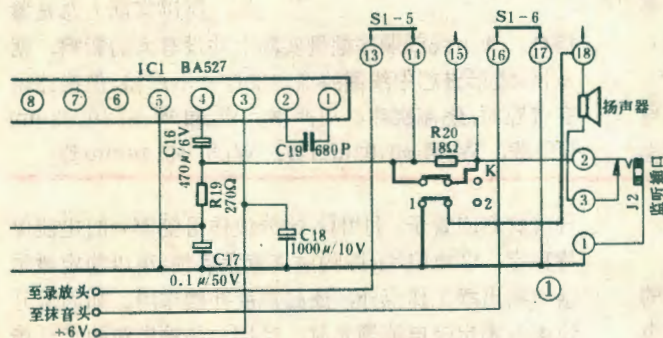 S1-5
S1-6
13
14
15
16
17
18
IC1 BA527
8
7
6
5
4
3
2
1
扬声器
C16
470μ/6V
C19
680P
R20
18Ω
R19
270Ω
K
1
2
2
3
1
J2
监听插口
C18
1000μ/10V
C17
0.1μ/50V
①
至录放头
至抹音头
+6V